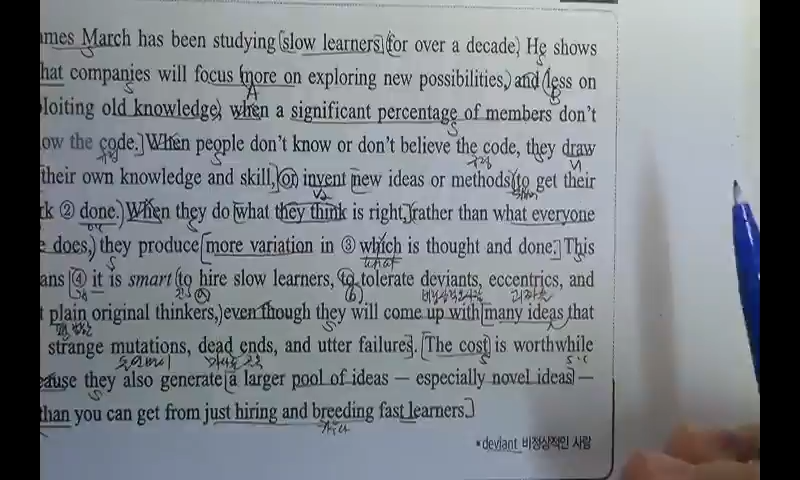 mes March has been studying slow learners for over a decade. He shows
hat companies will focus more on exploring new possibilities, and less on
loiting old knowledge, when a significant percentage of members don't
ow the code. When people don't know or don't believe the code, they draw
their own knowledge and skill, or invent new ideas or methods to get their
k ② done. When they do what they think is right, rather than what everyone
e does, they produce more variation in ③ which is thought and done. This
what
ans ④ it is smart to hire slow learners, to tolerate deviants, eccentrics, and
t plain original thinkers, even though they will come up with many ideas that
strange mutations, dead ends, and utter failures. The cost is worthwhile
ause they also generate a larger pool of ideas — especially novel ideas —
than you can get from just hiring and breeding fast learners.
*deviant 비정상적인 사람